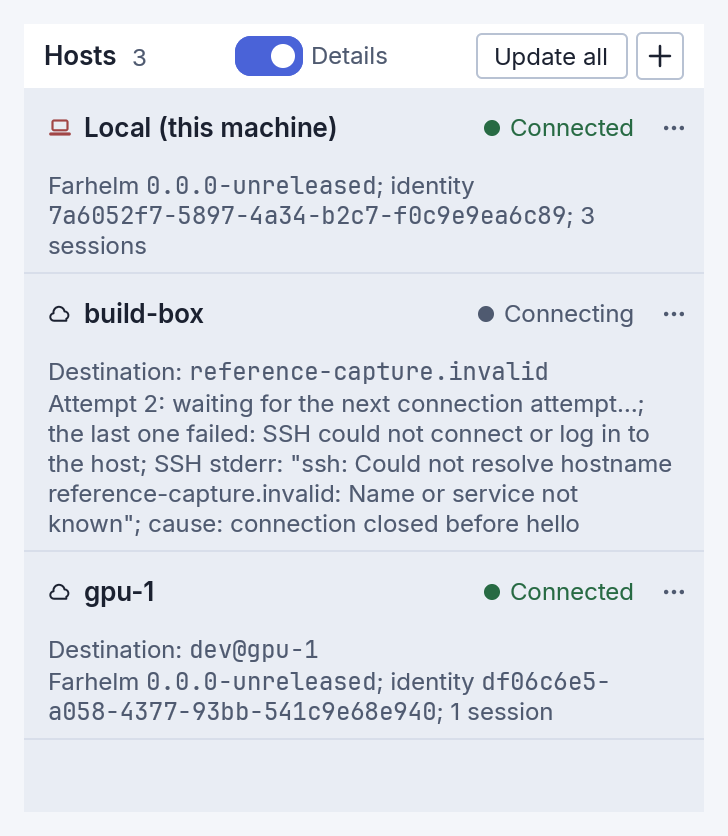 Hosts 3 Details Update all +
Local (this machine) Connected ···
Farhelm 0.0.0-unreleased; identity
7a6052f7-5897-4a34-b2c7-f0c9e9ea6c89; 3
sessions
build-box Connecting ···
Destination: reference-capture.invalid
Attempt 2: waiting for the next connection attempt...;
the last one failed: SSH could not connect or log in to
the host; SSH stderr: "ssh: Could not resolve hostname
reference-capture.invalid: Name or service not
known"; cause: connection closed before hello
gpu-1 Connected ···
Destination: dev@gpu-1
Farhelm 0.0.0-unreleased; identity df06c6e5-
a058-4377-93bb-541c9e68e940; 1 session